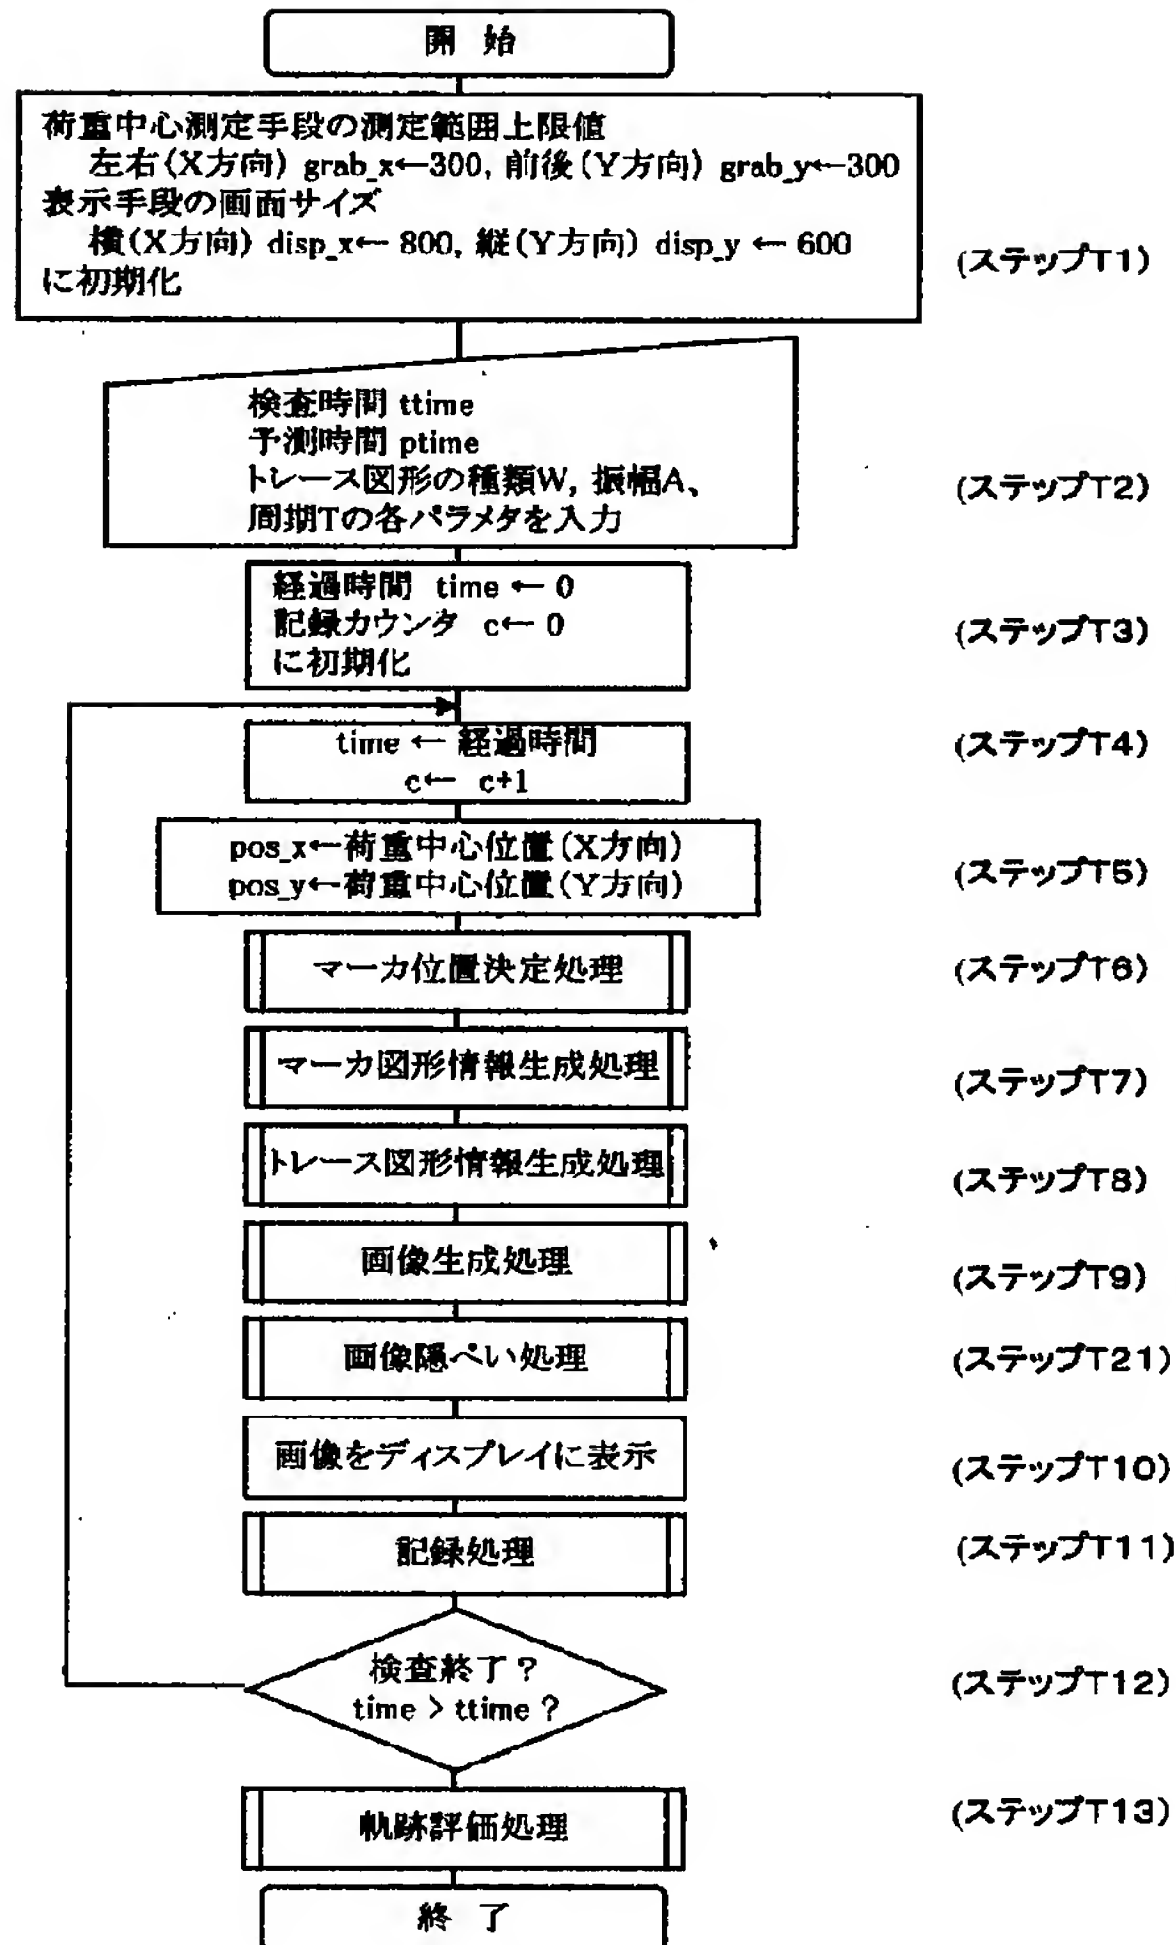 開 始
荷重中心測定手段の測定範囲上限値
左右(X方向) grab_x←300, 前後(Y方向) grab_y←300
表示手段の画面サイズ
横(X方向) disp_x← 800, 縦(Y方向) disp_y ← 600
に初期化
(ステップT1)
検査時間 ttime
予測時間 ptime
トレース図形の種類W, 振幅A、
周期Tの各パラメタを入力
(ステップT2)
経過時間 time ← 0
記録カウンタ c← 0
に初期化
(ステップT3)
time ← 経過時間
c← c+1
(ステップT4)
pos_x←荷重中心位置(X方向)
pos_y←荷重中心位置(Y方向)
(ステップT5)
マーカ位置決定処理
(ステップT6)
マーカ図形情報生成処理
(ステップT7)
トレース図形情報生成処理
(ステップT8)
画像生成処理
(ステップT9)
画像隠ぺい処理
(ステップT21)
画像をディスプレイに表示
(ステップT10)
記録処理
(ステップT11)
検査終了?
time > ttime ?
(ステップT12)
軌跡評価処理
(ステップT13)
終 了